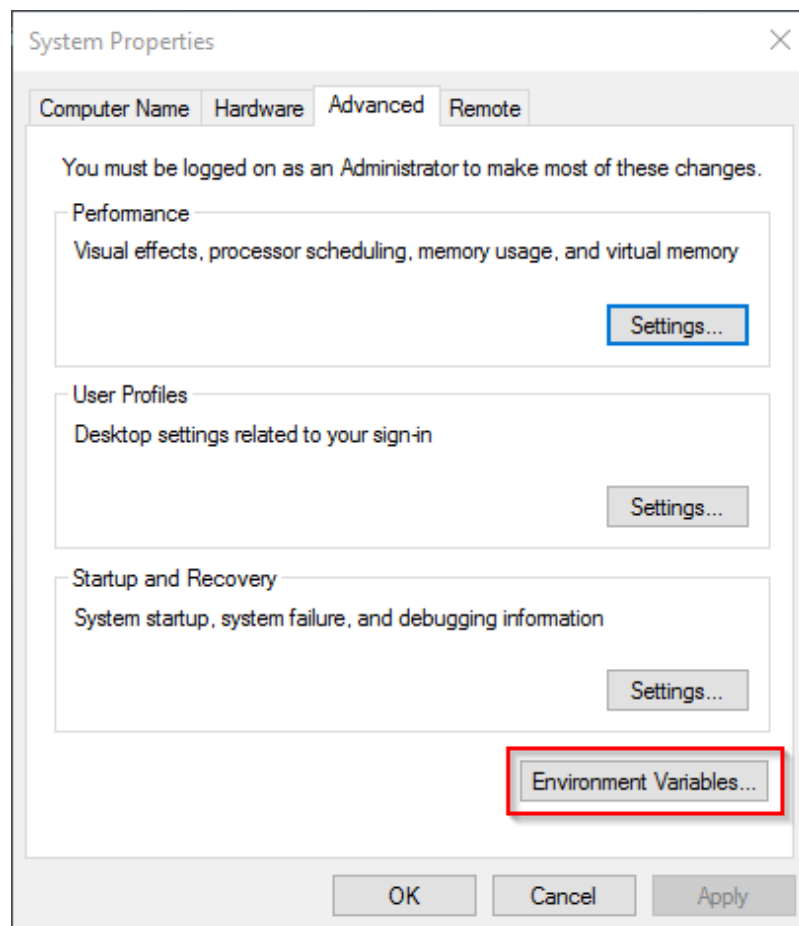 System Properties
Computer Name Hardware Advanced Remote
You must be logged on as an Administrator to make most of these changes.
Performance
Visual effects, processor scheduling, memory usage, and virtual memory
Settings...
User Profiles
Desktop settings related to your sign-in
Settings...
Startup and Recovery
System startup, system failure, and debugging information
Settings...
Environment Variables...
OK Cancel Apply